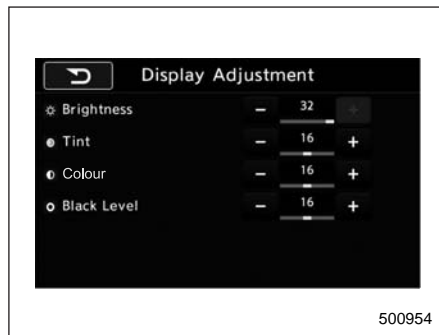 Display Adjustment
Brightness - 32 +
Tint - 16 +
Colour - 16 +
Black Level - 16 +
500954